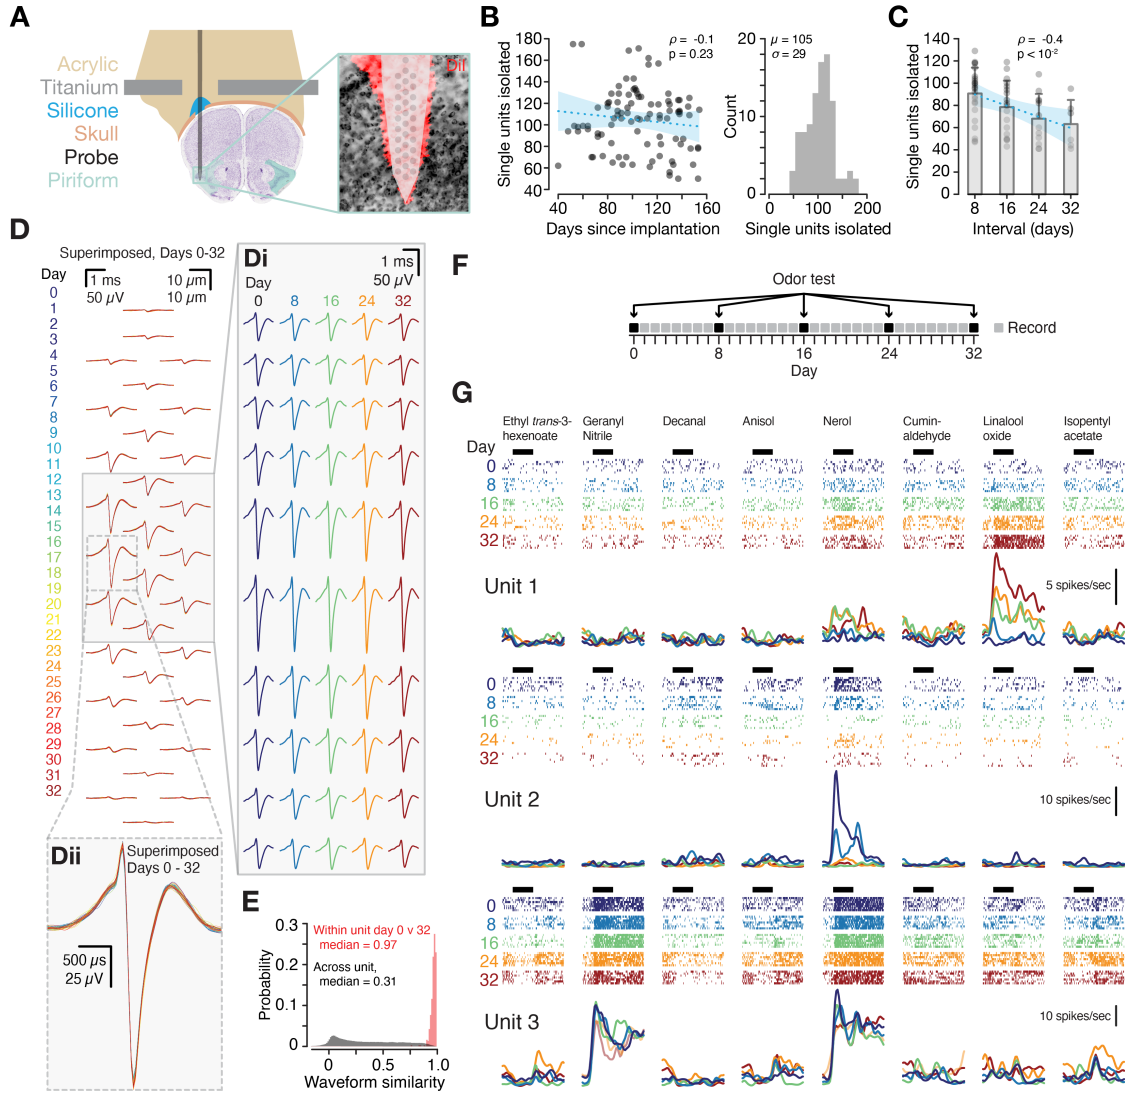 A
Acrylic
Titanium
Silicone
Skull
Probe
Piriform
DiI
B
Single units isolated
180
160
140
120
100
80
60
40
ρ = -0.1
p = 0.23
40
80
120
160
Days since implantation
μ = 105
σ = 29
Count
20
10
0
0
100
200
Single units isolated
C
Single units isolated
140
120
100
80
60
40
20
0
ρ = -0.4
p < 10⁻²
8
16
24
32
Interval (days)
D
Superimposed, Days 0-32
Day
1 ms
50 µV
10 µm
10 µm
0
1
2
3
4
5
6
7
8
9
10
11
12
13
14
15
16
17
18
19
20
21
22
23
24
25
26
27
28
29
30
31
32
Di
1 ms
50 µV
Day
0 8 16 24 32
Dii
Superimposed
Days 0 - 32
500 µs
25 µV
E
Probability
0.3
0.2
0.1
0
Within unit day 0 v 32
median = 0.97
Across unit,
median = 0.31
0
0.5
1.0
Waveform similarity
F
Odor test
Record
0
8
16
24
32
Day
G
Ethyl trans-3-
hexenoate
Geranyl
Nitrile
Decanal
Anisol
Nerol
Cumin-
aldehyde
Linalool
oxide
Isopentyl
acetate
Day
0
8
16
24
32
Unit 1
5 spikes/sec
0
8
16
24
32
Unit 2
10 spikes/sec
0
8
16
24
32
Unit 3
10 spikes/sec